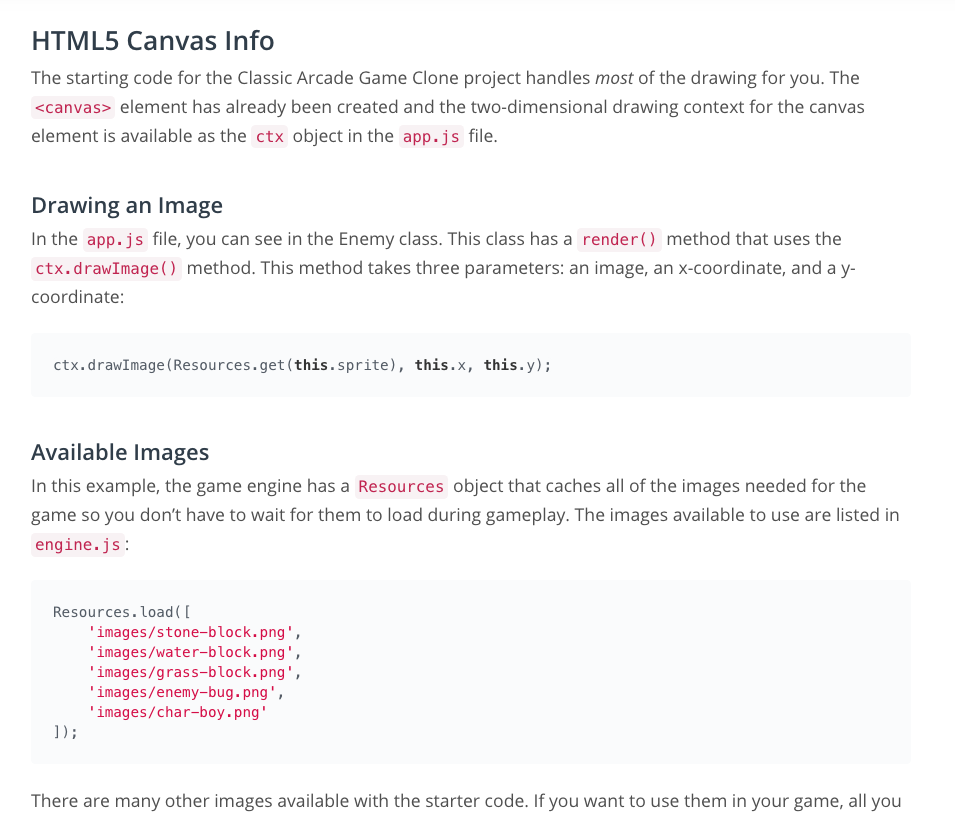 HTML5 Canvas Info
The starting code for the Classic Arcade Game Clone project handles most of the drawing for you. The
<canvas> element has already been created and the two-dimensional drawing context for the canvas
element is available as the ctx object in the app.js file.
Drawing an Image
In the app.js file, you can see in the Enemy class. This class has a render() method that uses the
ctx.drawImage() method. This method takes three parameters: an image, an x-coordinate, and a y-
coordinate:
ctx.drawImage(Resources.get(this.sprite), this.x, this.y);
Available Images
In this example, the game engine has a Resources object that caches all of the images needed for the
game so you don’t have to wait for them to load during gameplay. The images available to use are listed in
engine.js:
Resources.load([
    'images/stone-block.png',
    'images/water-block.png',
    'images/grass-block.png',
    'images/enemy-bug.png',
    'images/char-boy.png'
]);
There are many other images available with the starter code. If you want to use them in your game, all you